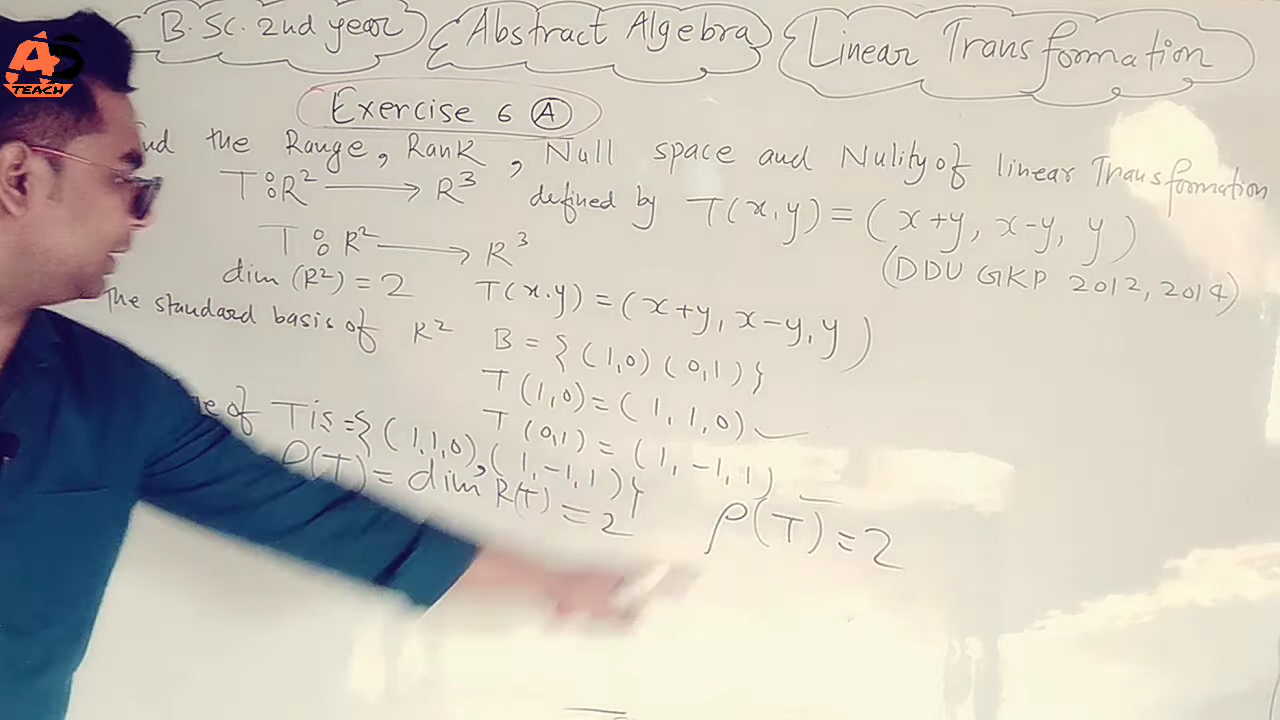 AS
TEACH
B.Sc. 2nd year
Abstract Algebra
Linear Transformation
Exercise 6 (A)
the Range, Rank, Null space and Nulity of linear Transformation
T : R² ⟶ R³ defined by T(x.y) = (x+y, x-y, y)
(DDU GKP 2012, 2014)
T : R² ⟶ R³
dim (R²) = 2 T(x.y) = (x+y, x-y, y)
The standard basis of R² B = {(1,0) (0,1)}
T(1,0) = (1,1,0)
T(0,1) = (1,-1,1)
of T is = {(1,1,0), (1,-1,1)}
ρ(T) = dim R(T) = 2
ρ(T) = 2